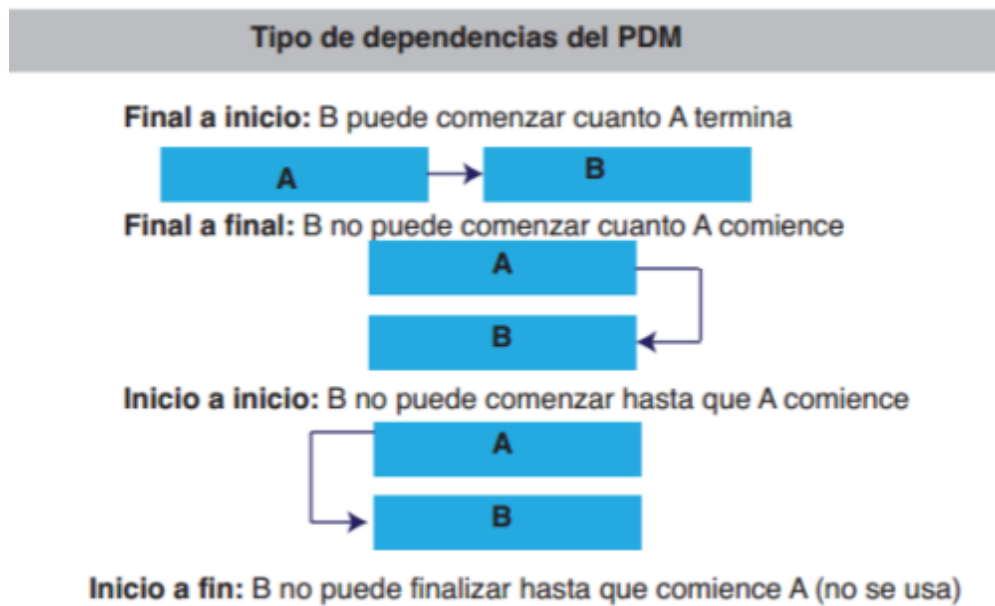 Tipo de dependencias del PDM
Final a inicio: B puede comenzar cuanto A termina
A B
Final a final: B no puede comenzar cuanto A comience
A
B
Inicio a inicio: B no puede comenzar hasta que A comience
A
B
Inicio a fin: B no puede finalizar hasta que comience A (no se usa)